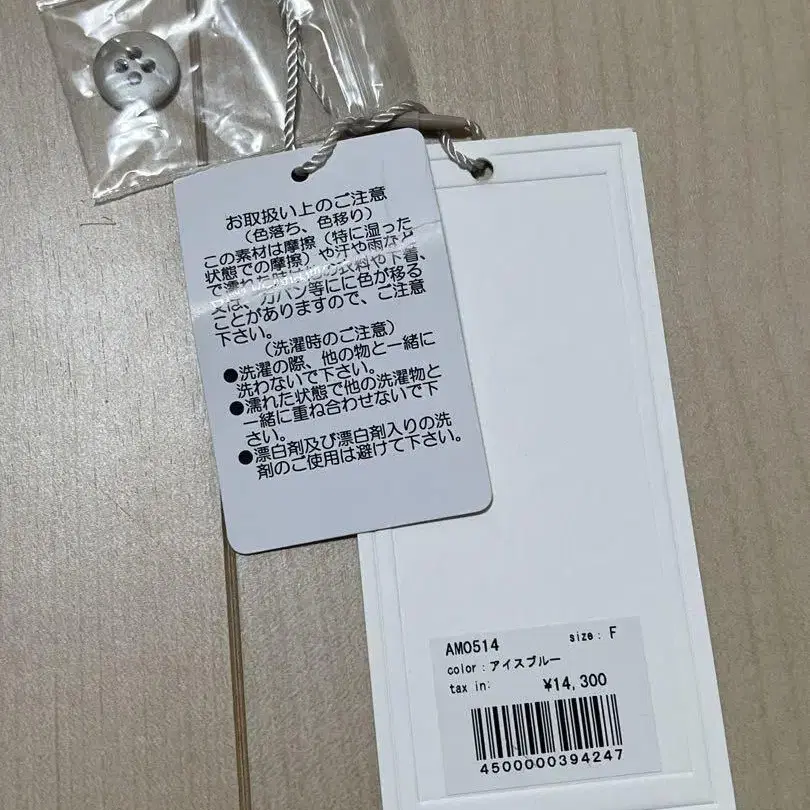 お取扱い上のご注意
（色落ち、色移り）
この素材は摩擦（特に湿った
状態での摩擦）や汗や雨など
で濡れた時に他の衣料や下着、
又は、カバン等にに色が移る
ことがありますので、ご注意
下さい。
（洗濯時のご注意）
●洗濯の際、他の物と一緒に
洗わないで下さい。
●濡れた状態で他の洗濯物と
一緒に重ね合わせないで下
さい。
●漂白剤及び漂白剤入りの洗
剤のご使用は避けて下さい。
AM0514 size: F
color:アイスブルー
tax in: ¥14,300
4500000394247